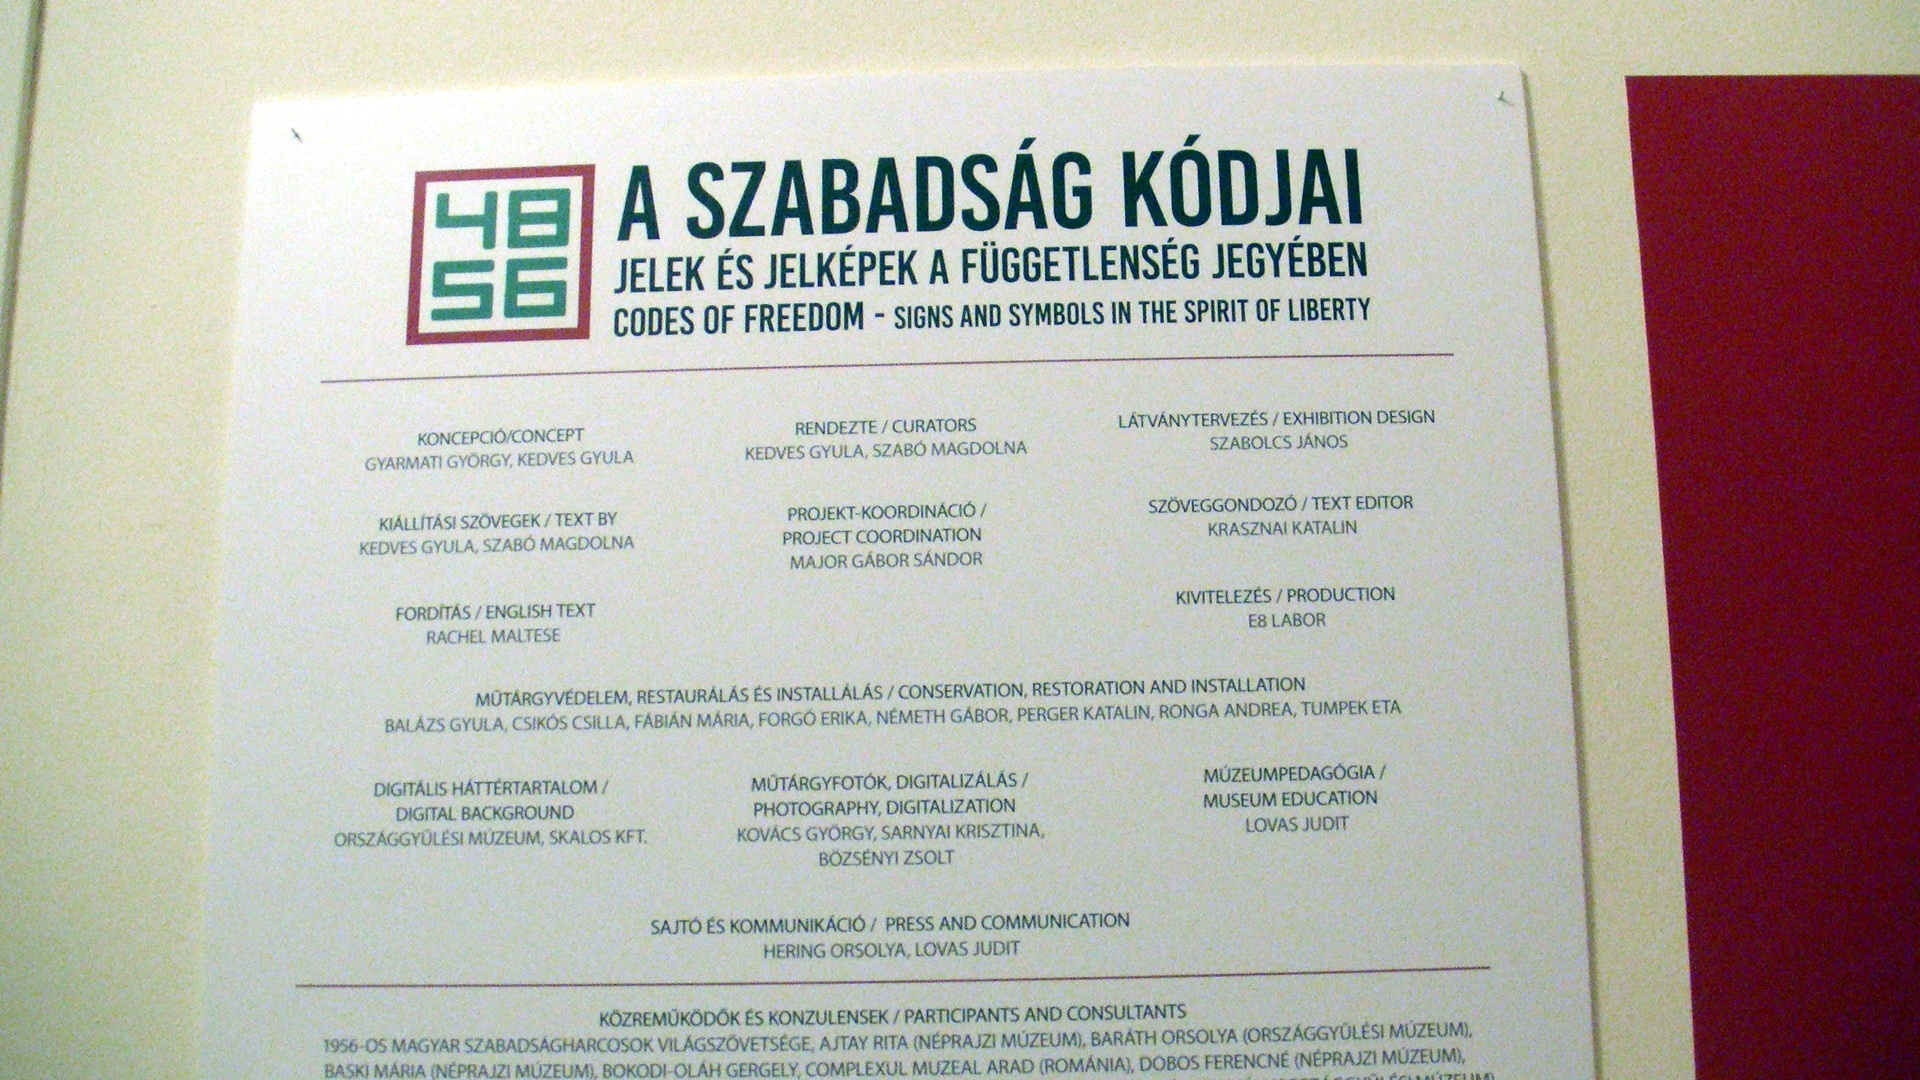 48
56
A SZABADSÁG KÓDJAI
JELEK ÉS JELKÉPEK A FÜGGETLENSÉG JEGYÉBEN
CODES OF FREEDOM - SIGNS AND SYMBOLS IN THE SPIRIT OF LIBERTY
KONCEPCIÓ/CONCEPT
GYARMATI GYÖRGY, KEDVES GYULA
RENDEZTE / CURATORS
KEDVES GYULA, SZABÓ MAGDOLNA
LÁTVÁNYTERVEZÉS / EXHIBITION DESIGN
SZABOLCS JÁNOS
KIÁLLÍTÁSI SZÖVEGEK / TEXT BY
KEDVES GYULA, SZABÓ MAGDOLNA
PROJEKT-KOORDINÁCIÓ /
PROJECT COORDINATION
MAJOR GÁBOR SÁNDOR
SZÖVEGGONDOZÓ / TEXT EDITOR
KRASZNAI KATALIN
FORDÍTÁS / ENGLISH TEXT
RACHEL MALTESE
KIVITELEZÉS / PRODUCTION
E8 LABOR
MŰTÁRGYVÉDELEM, RESTAURÁLÁS ÉS INSTALLÁLÁS / CONSERVATION, RESTORATION AND INSTALLATION
BALÁZS GYULA, CSIKÓS CSILLA, FÁBIÁN MÁRIA, FORGÓ ERIKA, NÉMETH GÁBOR, PERGER KATALIN, RONGA ANDREA, TUMPEK ETA
DIGITÁLIS HÁTTÉRTARTALOM /
DIGITAL BACKGROUND
ORSZÁGGYŰLÉSI MÚZEUM, SKALOS KFT.
MŰTÁRGYFOTÓK, DIGITALIZÁLÁS /
PHOTOGRAPHY, DIGITALIZATION
KOVÁCS GYÖRGY, SARNYAI KRISZTINA,
BÖZSÉNYI ZSOLT
MÚZEUMPEDAGÓGIA /
MUSEUM EDUCATION
LOVAS JUDIT
SAJTÓ ÉS KOMMUNIKÁCIÓ / PRESS AND COMMUNICATION
HERING ORSOLYA, LOVAS JUDIT
KÖZREMŰKÖDŐK ÉS KONZULENSEK / PARTICIPANTS AND CONSULTANTS
1956-OS MAGYAR SZABADSÁGHARCOSOK VILÁGSZÖVETSÉGE, AJTAY RITA (NÉPRAJZI MÚZEUM), BARÁTH ORSOLYA (ORSZÁGGYŰLÉSI MÚZEUM),
BASKI MÁRIA (NÉPRAJZI MÚZEUM), BOKODI-OLÁH GERGELY, COMPLEXUL MUZEAL ARAD (ROMÁNIA), DOBOS FERENCNÉ (NÉPRAJZI MÚZEUM),